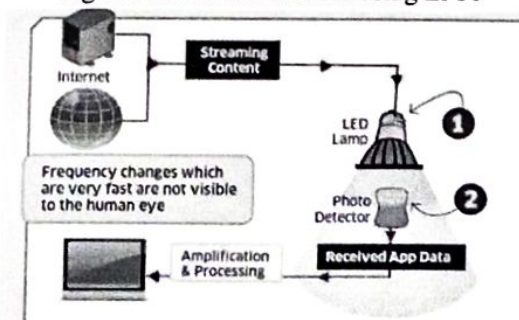 Streaming
Content
Internet
LED
Lamp
1
Frequency changes which
are very fast are not visible
to the human eye
Photo
Detector
2
Amplification
& Processing
Received App Data